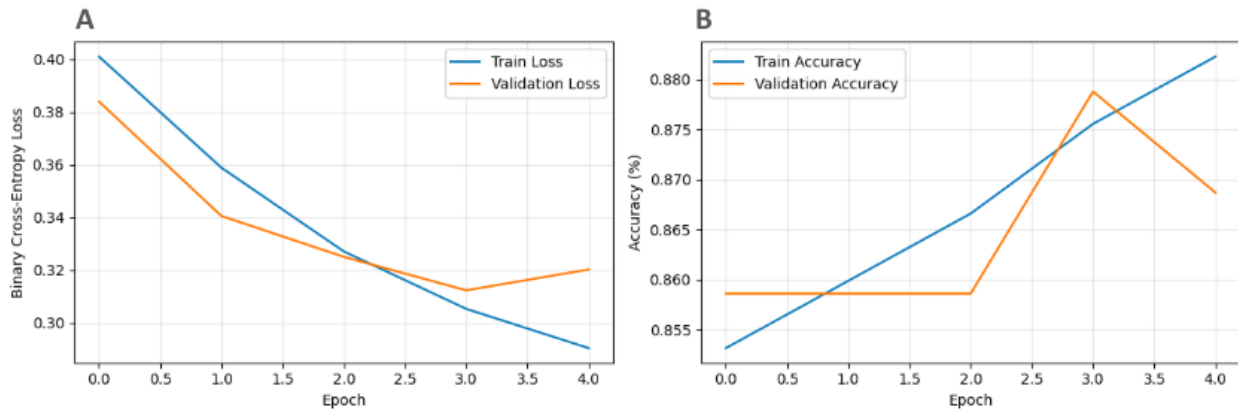 A
Binary Cross-Entropy Loss
0.40
0.38
0.36
0.34
0.32
0.30
Train Loss
Validation Loss
0.0 0.5 1.0 1.5 2.0 2.5 3.0 3.5 4.0
Epoch
B
Accuracy (%)
0.880
0.875
0.870
0.865
0.860
0.855
Train Accuracy
Validation Accuracy
0.0 0.5 1.0 1.5 2.0 2.5 3.0 3.5 4.0
Epoch